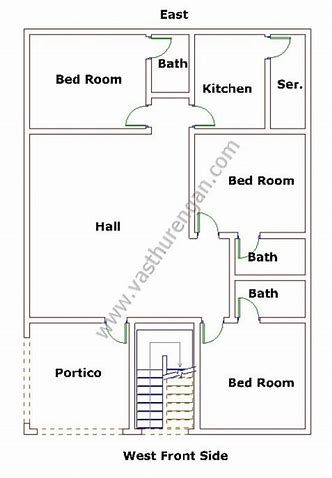 East
Bed Room
Bath
Kitchen
Ser.
Bed Room
Hall
Bath
Bath
Portico
Bed Room
West Front Side
www.vasthurengan.com